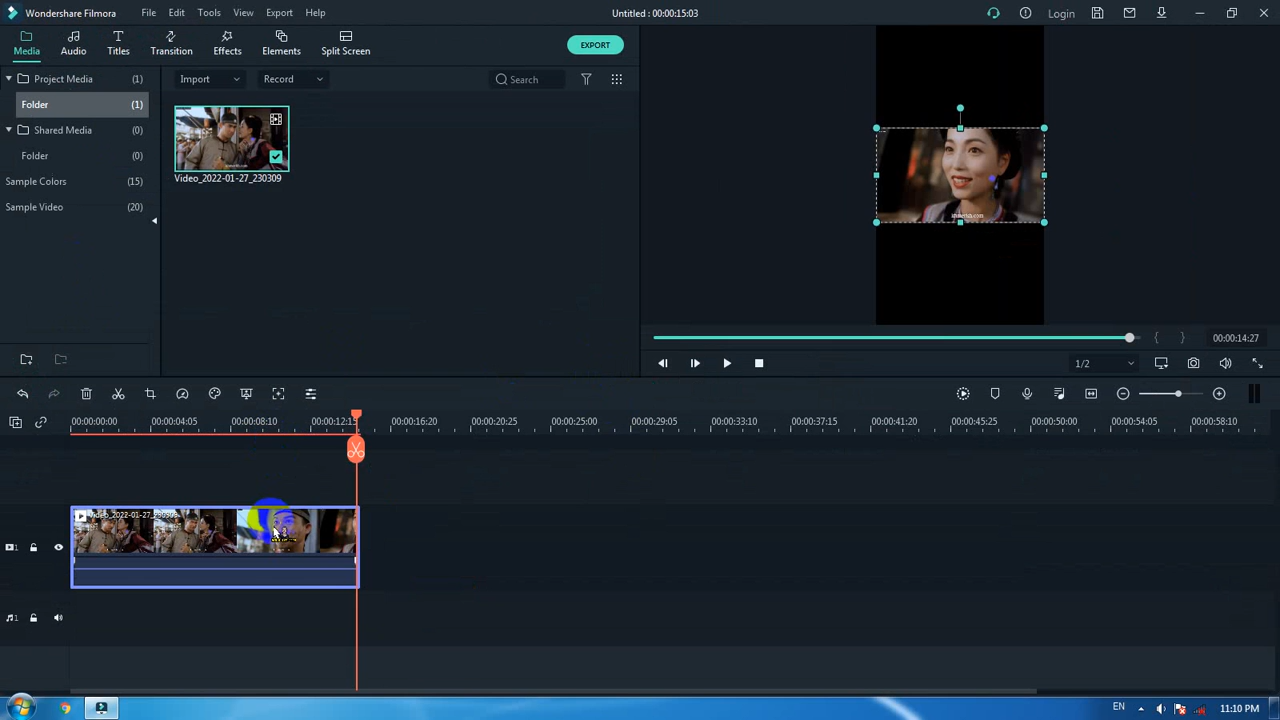 Wondershare Filmora File Edit Tools View Export Help Untitled : 00:00:15:03 Login
Media Audio Titles Transition Effects Elements Split Screen EXPORT
Project Media (1) Import Record Search
Folder (1)
Shared Media (0)
Folder (0)
Video_2022-01-27_230309
Sample Colors (15)
Sample Video (20)
00:00:14:27
1/2
00:00:00:00 00:00:04:05 00:00:08:10 00:00:12:15 00:00:16:20 00:00:20:25 00:00:25:00 00:00:29:05 00:00:33:10 00:00:37:15 00:00:41:20 00:00:45:25 00:00:50:00 00:00:54:05 00:00:58:10
Video_2022-01-27_230309
1
1
EN 11:10 PM